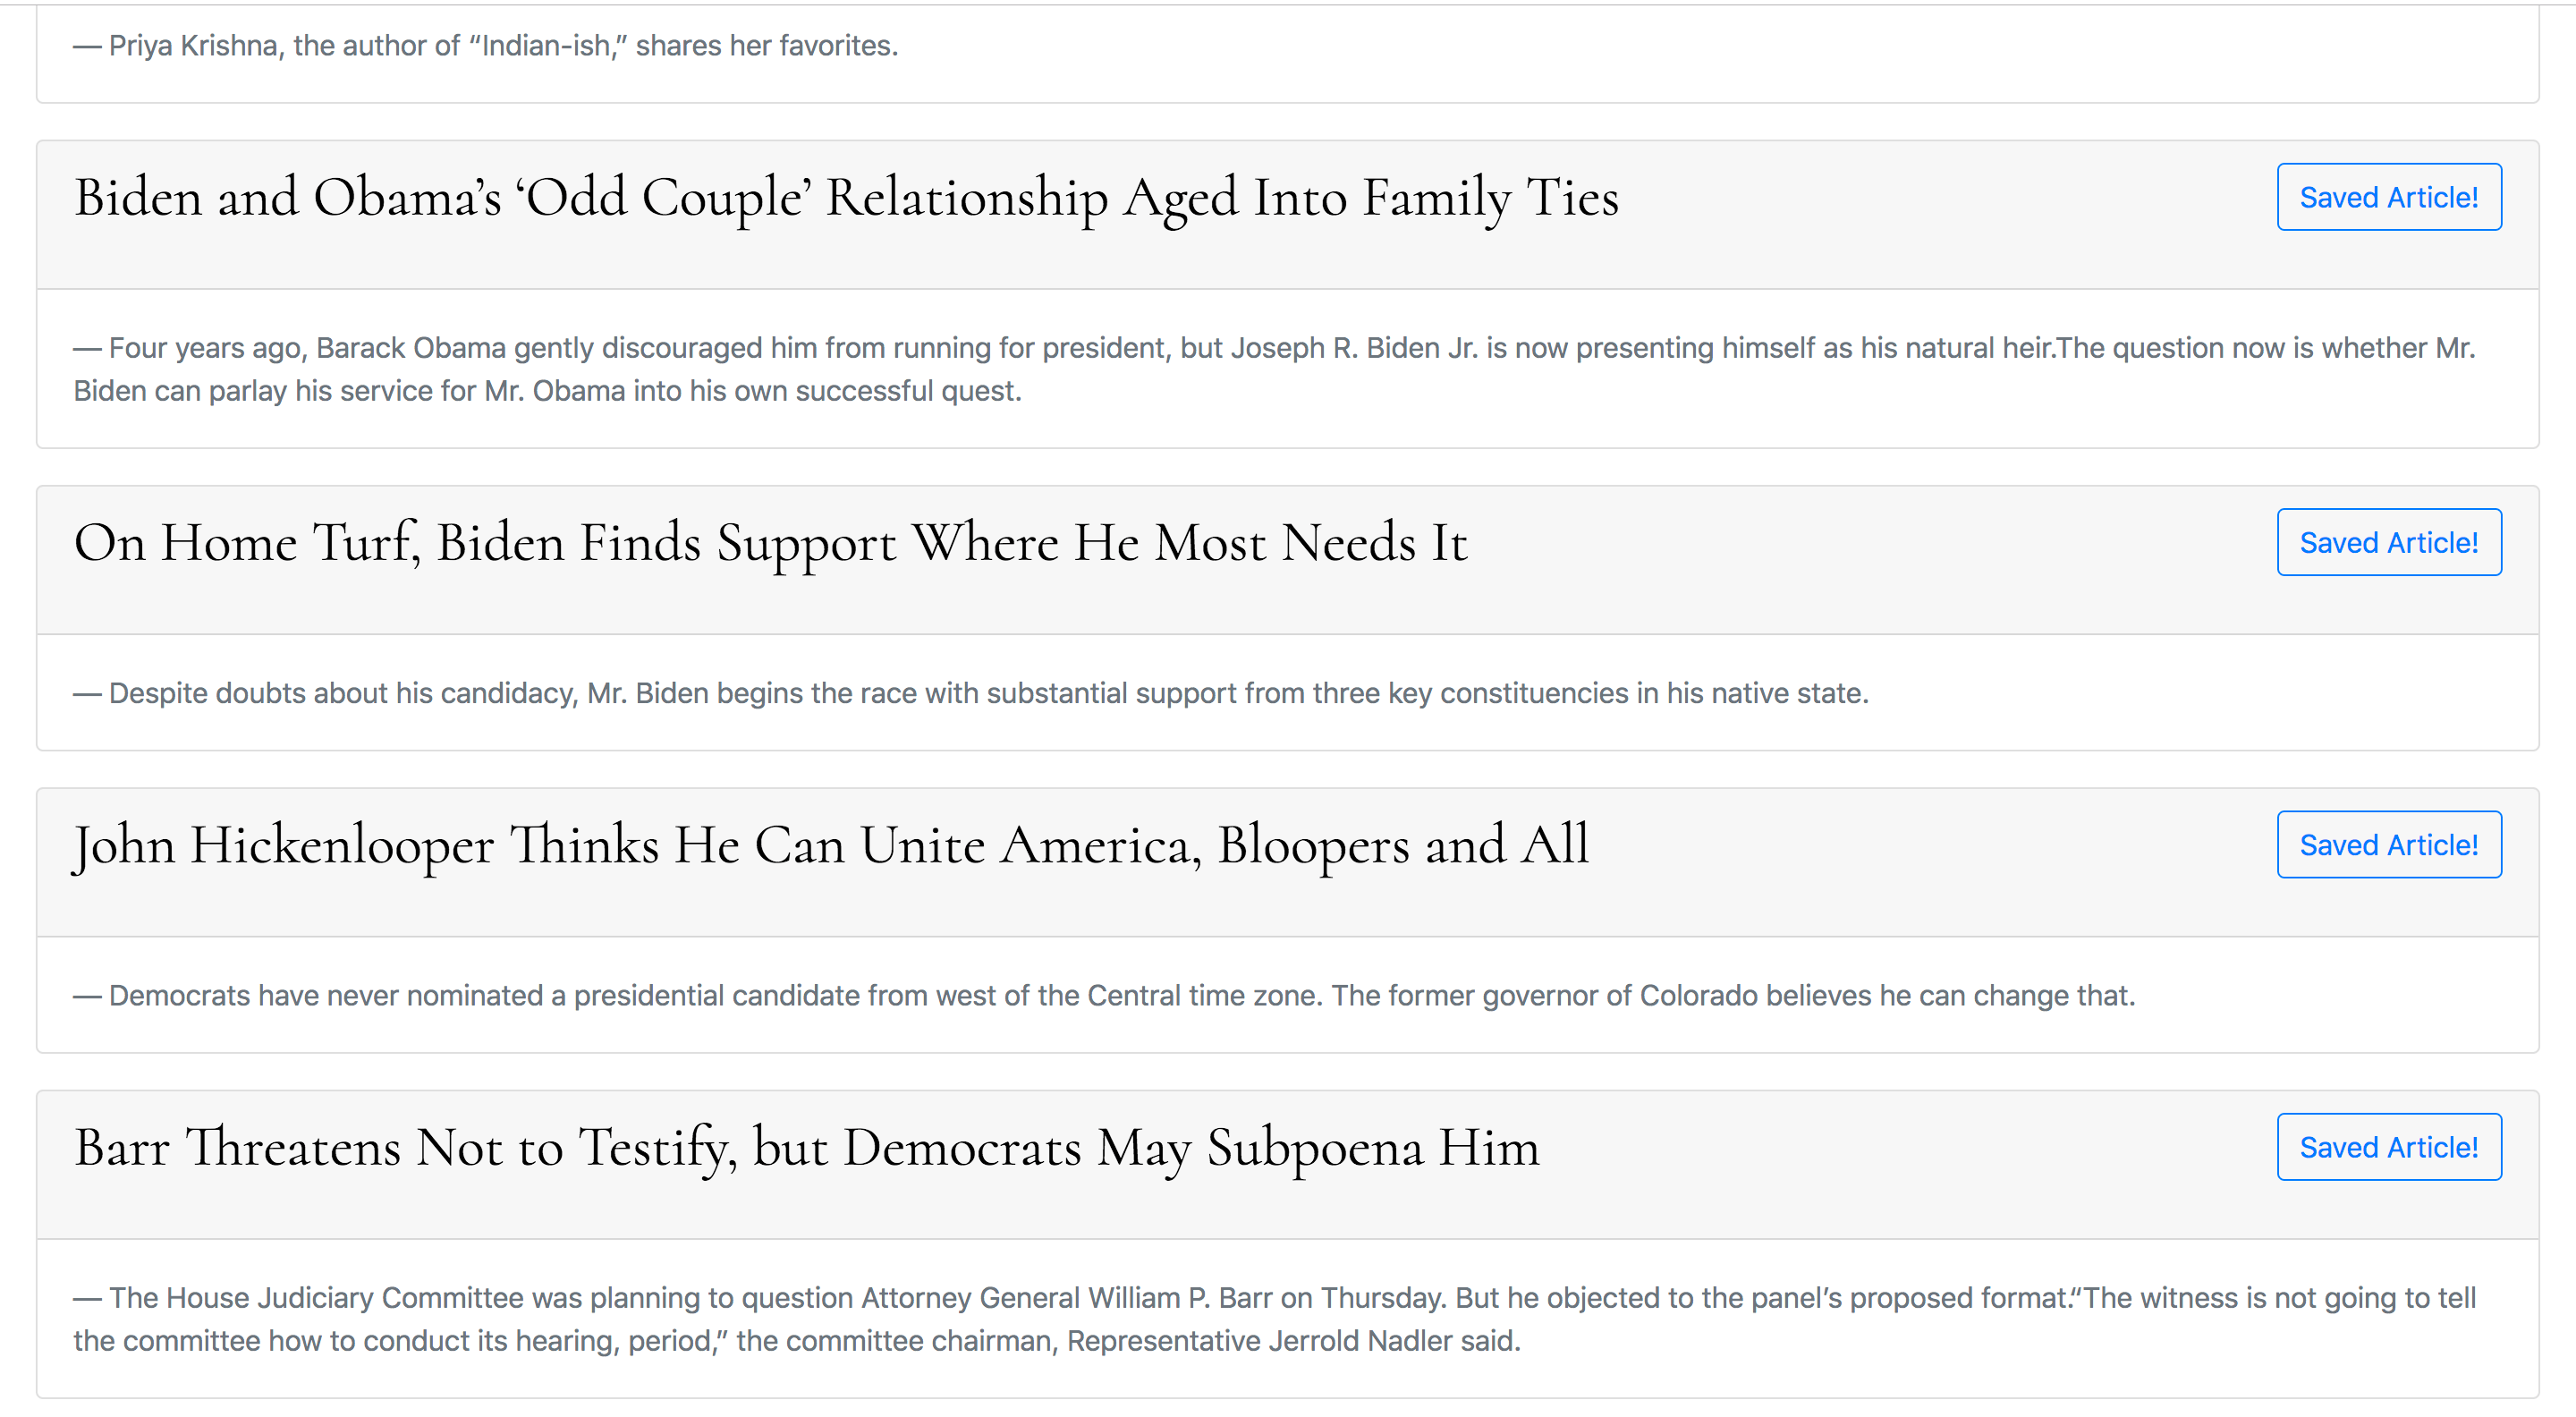 — Priya Krishna, the author of “Indian-ish,” shares her favorites.
Biden and Obama’s ‘Odd Couple’ Relationship Aged Into Family Ties
Saved Article!
— Four years ago, Barack Obama gently discouraged him from running for president, but Joseph R. Biden Jr. is now presenting himself as his natural heir.The question now is whether Mr.
Biden can parlay his service for Mr. Obama into his own successful quest.
On Home Turf, Biden Finds Support Where He Most Needs It
Saved Article!
— Despite doubts about his candidacy, Mr. Biden begins the race with substantial support from three key constituencies in his native state.
John Hickenlooper Thinks He Can Unite America, Bloopers and All
Saved Article!
— Democrats have never nominated a presidential candidate from west of the Central time zone. The former governor of Colorado believes he can change that.
Barr Threatens Not to Testify, but Democrats May Subpoena Him
Saved Article!
— The House Judiciary Committee was planning to question Attorney General William P. Barr on Thursday. But he objected to the panel’s proposed format.“The witness is not going to tell
the committee how to conduct its hearing, period,” the committee chairman, Representative Jerrold Nadler said.